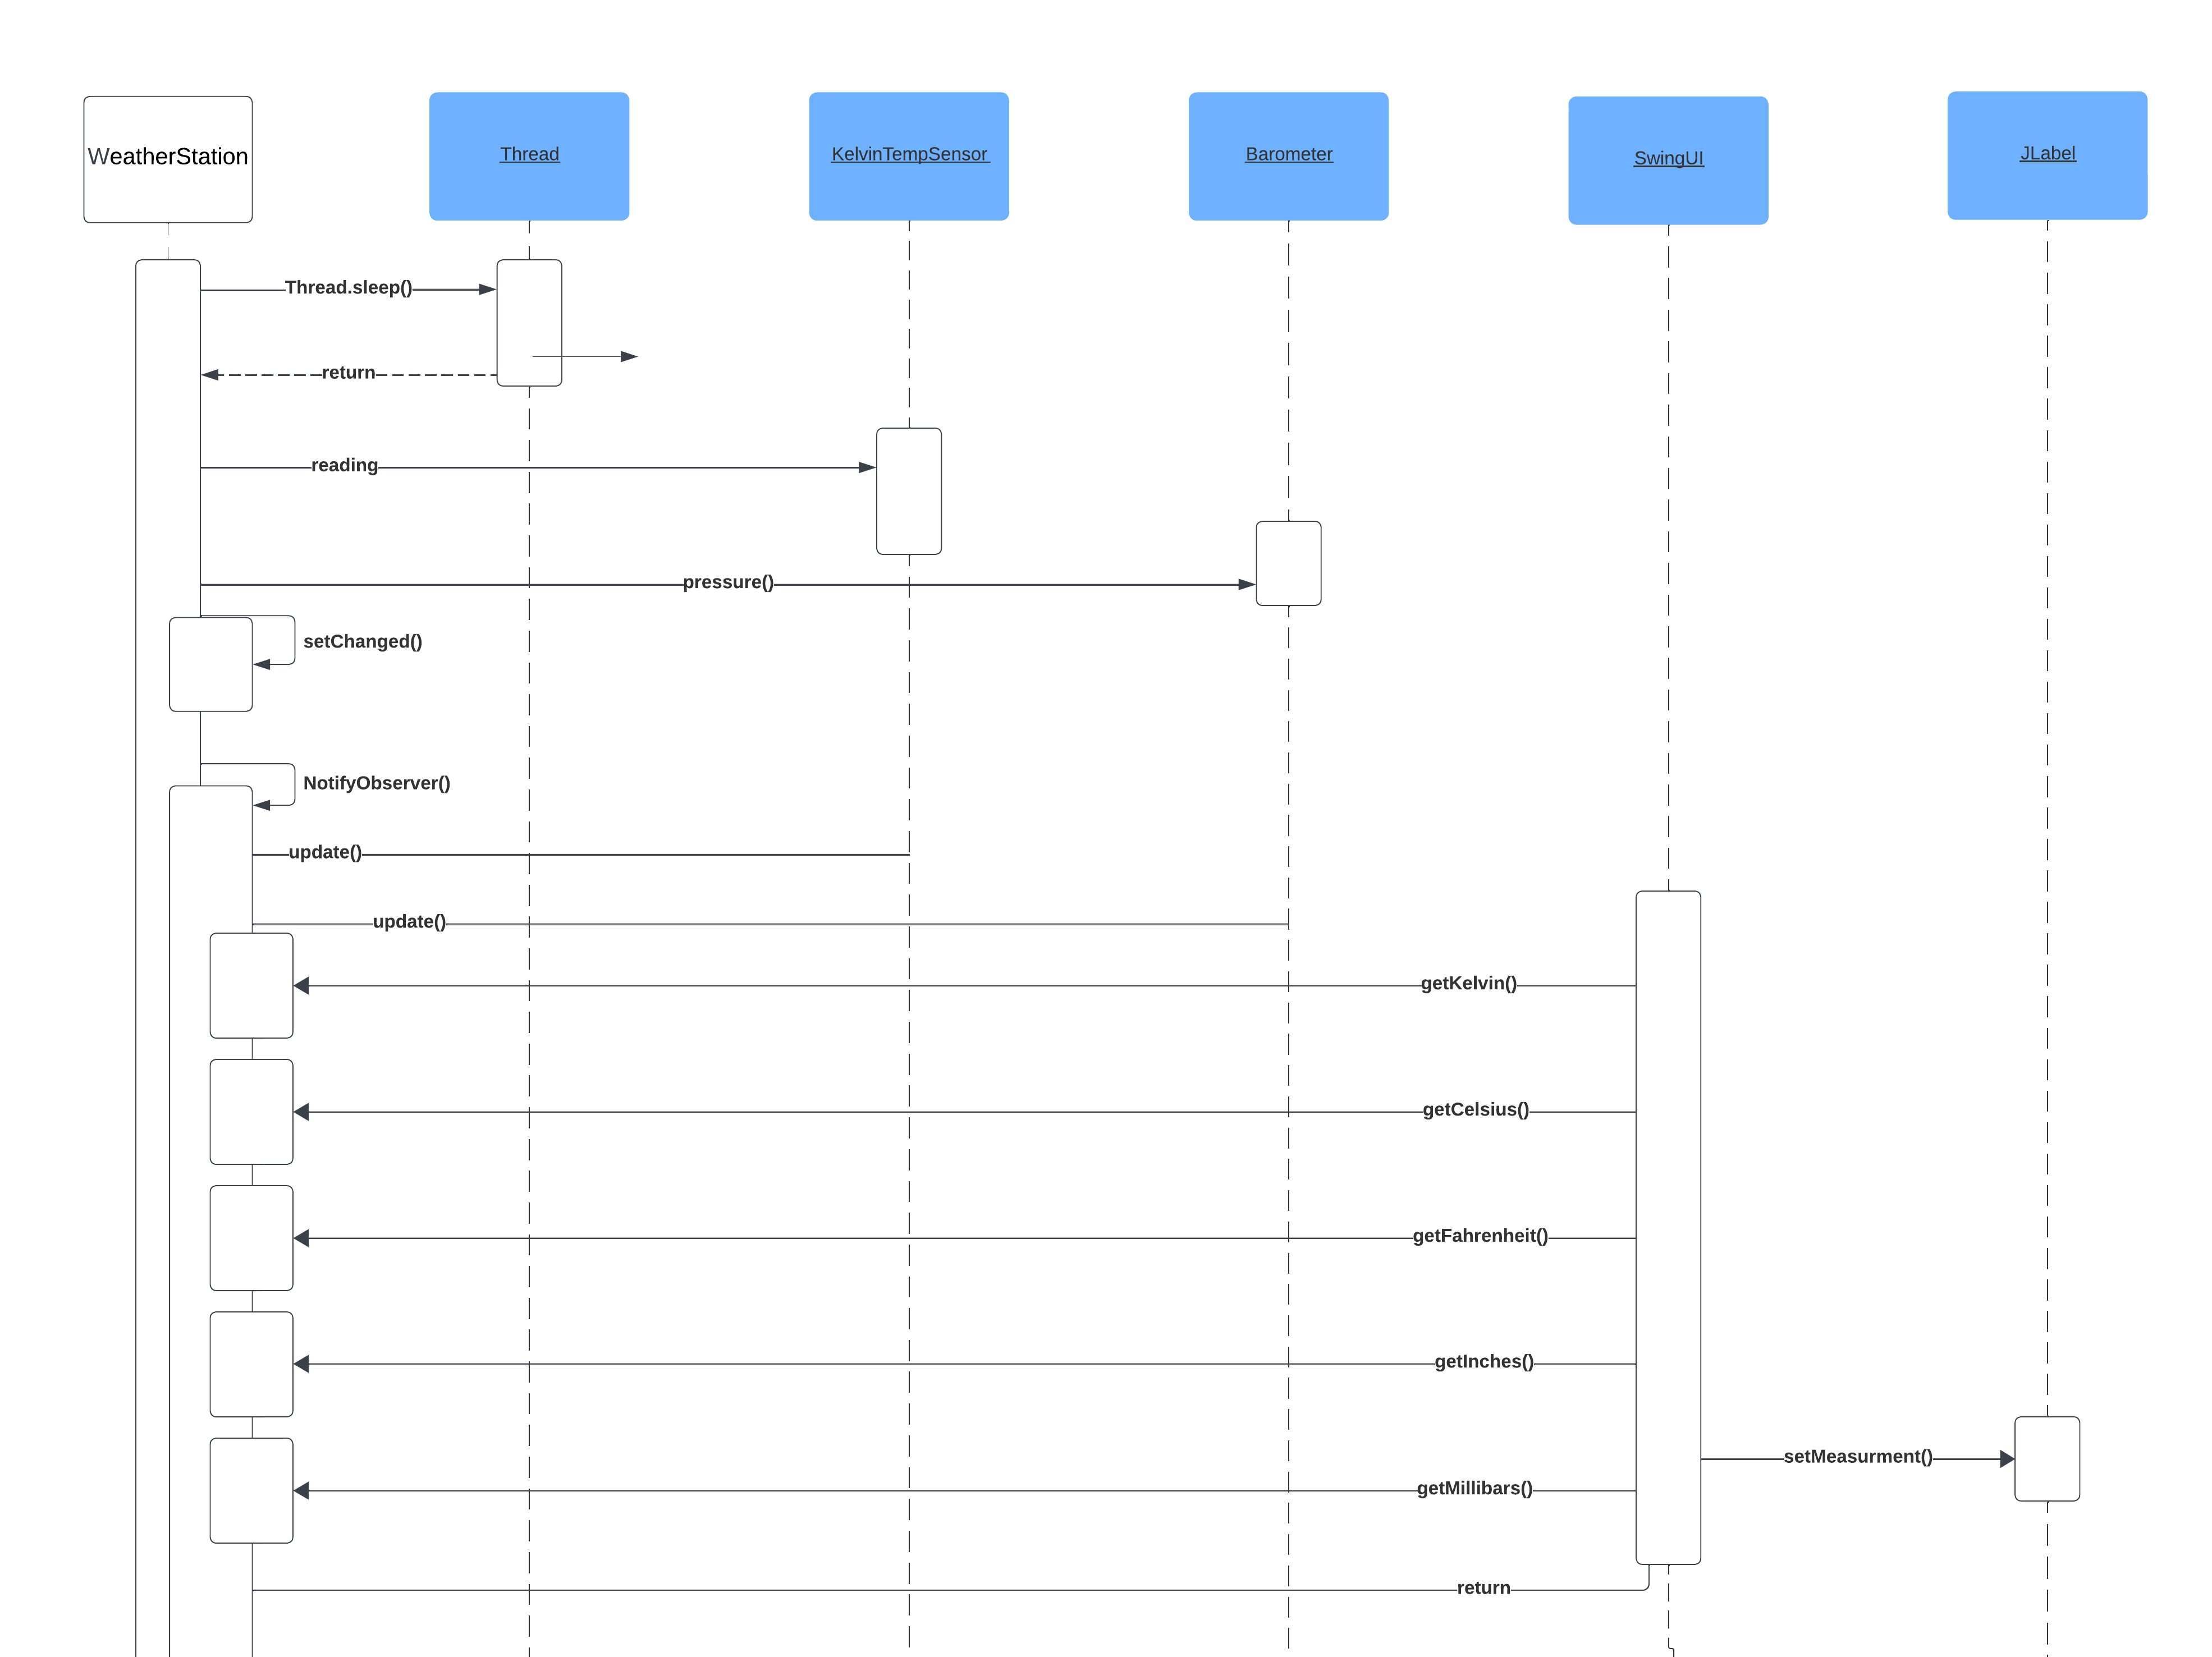 WeatherStation
Thread
KelvinTempSensor
Barometer
SwingUI
JLabel
Thread.sleep()
return
reading
pressure()
setChanged()
NotifyObserver()
update()
update()
getKelvin()
getCelsius()
getFahrenheit()
getInches()
setMeasurment()
getMillibars()
return